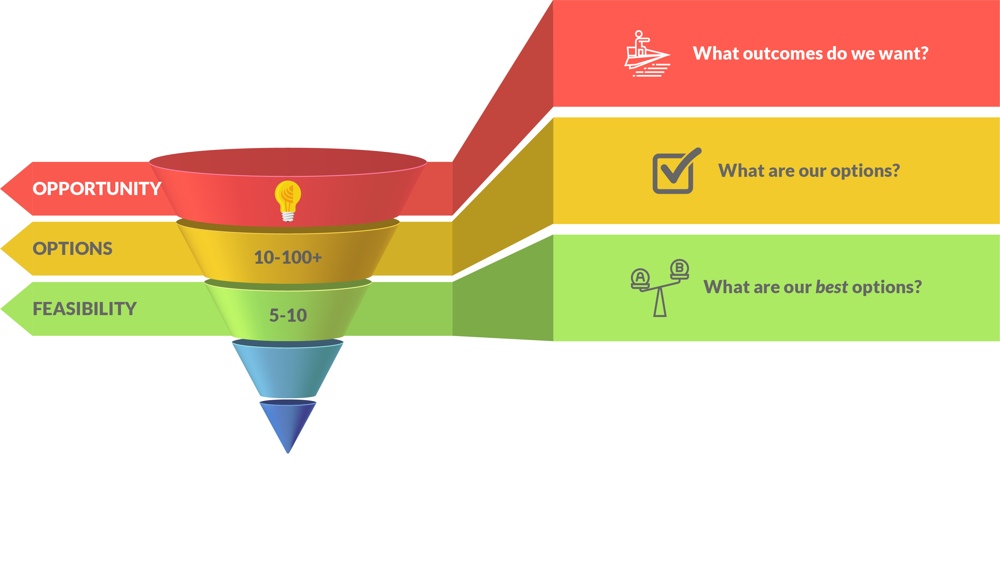 What outcomes do we want?
What are our options?
OPPORTUNITY
OPTIONS
10-100+
FEASIBILITY
5-10
A
B
What are our best options?